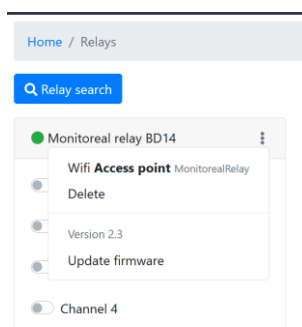 Home / Relays
Relay search
Monitoreal relay BD14
Wifi Access point MonitorealRelay
Delete
Version 2.3
Update firmware
Channel 4